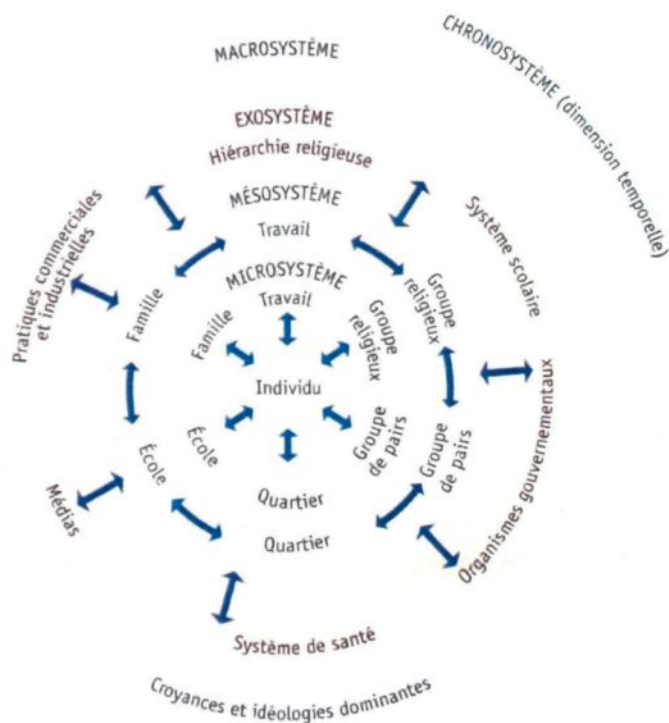 MACROSYSTÈME
CHRONOSYSTÈME (dimension temporelle)
EXOSYSTÈME
Hiérarchie religieuse
Système scolaire
Organismes gouvernementaux
Système de santé
Médias
Pratiques commerciales
et industrielles
MÉSOSYSTÈME
Travail
Groupe
religieux
Groupe
de pairs
Quartier
École
Famille
MICROSYSTÈME
Travail
Groupe
religieux
Groupe
de pairs
Quartier
École
Famille
Individu
Croyances et idéologies dominantes